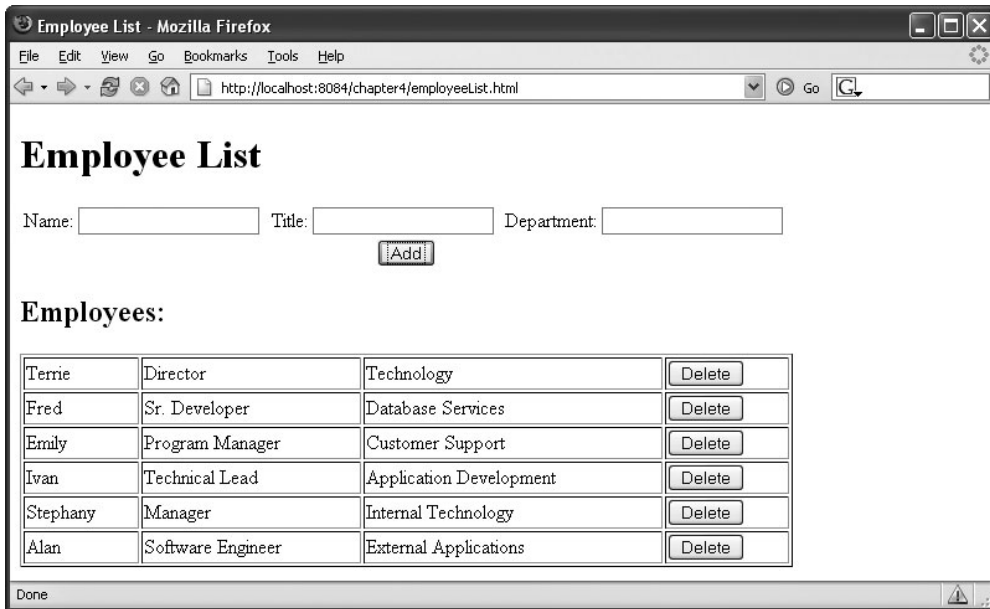 Employee List - Mozilla Firefox
File Edit View Go Bookmarks Tools Help
http://localhost:8084/chapter4/employeeList.html Go G
Employee List
Name: Title: Department:
Add
Employees:
Terrie Director Technology Delete
Fred Sr. Developer Database Services Delete
Emily Program Manager Customer Support Delete
Ivan Technical Lead Application Development Delete
Stephany Manager Internal Technology Delete
Alan Software Engineer External Applications Delete
Done